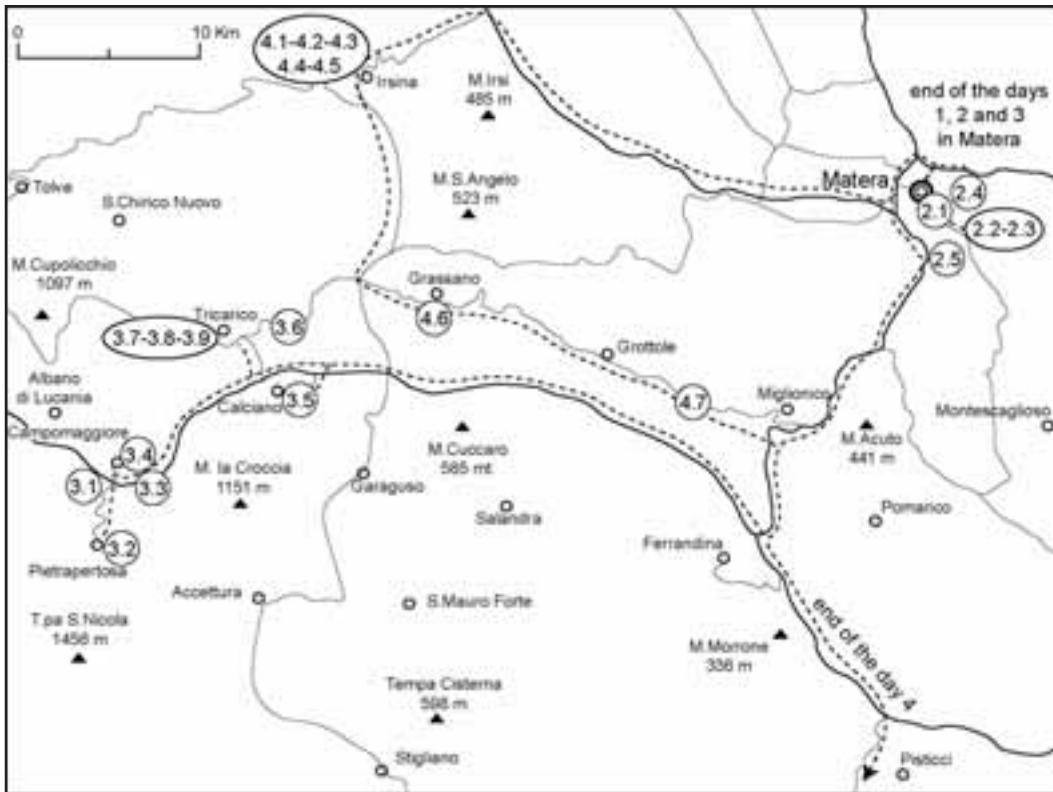 0
10 Km
4.1-4.2-4.3
4.4-4.5
Irsina
M.Irsi
485 m
end of the days
1, 2 and 3
in Matera
Tolve
S.Chirico Nuovo
M.S.Angelo
523 m
Matera
2.4
2.1
2.2-2.3
2.5
M.Cupolicchio
1097 m
Grassano
4.6
Tricarico
3.6
3.7-3.8-3.9
Grottole
Albano
di Lucania
Calciano
3.5
4.7
Miglionico
Montescaglioso
Campomaggiore
3.4
M.Cuccaro
585 mt
M.Acuto
441 m
3.1
3.3
M. la Croccia
1151 m
Garaguso
Salandra
Pomarico
3.2
Pietrapertosa
Ferrandina
Accettura
S.Mauro Forte
T.pa S.Nicola
1456 m
end of the day 4
M.Morrone
336 m
Tempa Cisterna
598 m
Stigliano
Pisticci